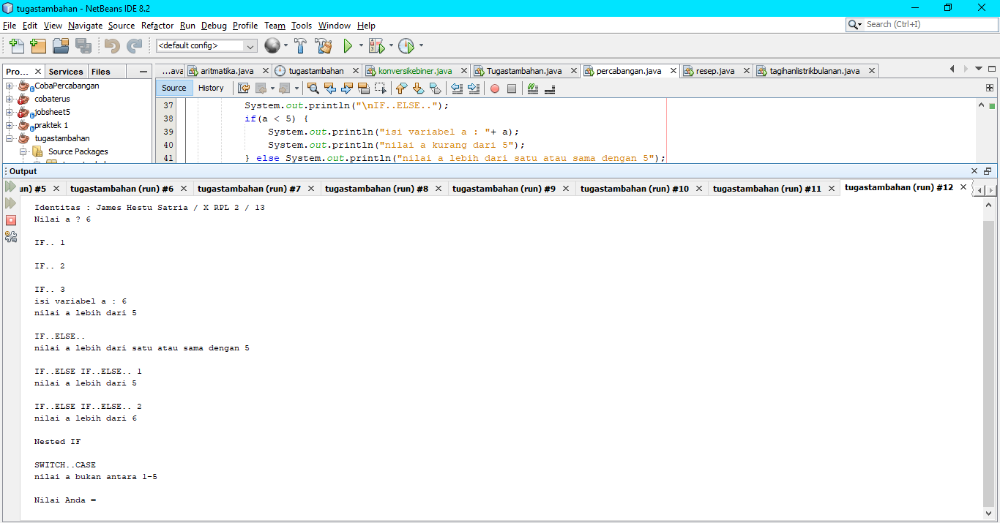 tugastambahan - NetBeans IDE 8.2
File Edit View Navigate Source Refactor Run Debug Profile Team Tools Window Help
Search (Ctrl+I)
<default config>
Pro... Services Files
...ava aritmatika.java tugastambahan konversikebiner.java Tugastambahan.java percabangan.java resep.java tagihanlistrikbulanan.java
CobaPercabangan
cobaterus
jobsheet5
praktek 1
tugastambahan
Source Packages
Source History
37 System.out.println("\nIF..ELSE..");
38 if(a < 5) {
39 System.out.println("isi variabel a : "+ a);
40 System.out.println("nilai a kurang dari 5");
41 } else System.out.println("nilai a lebih dari satu atau sama dengan 5");
Output
un) #5 tugastambahan (run) #6 tugastambahan (run) #7 tugastambahan (run) #8 tugastambahan (run) #9 tugastambahan (run) #10 tugastambahan (run) #11 tugastambahan (run) #12
Identitas : James Hestu Satria / X RPL 2 / 13
Nilai a ? 6
IF.. 1
IF.. 2
IF.. 3
isi variabel a : 6
nilai a lebih dari 5
IF..ELSE..
nilai a lebih dari satu atau sama dengan 5
IF..ELSE IF..ELSE.. 1
nilai a lebih dari 5
IF..ELSE IF..ELSE.. 2
nilai a lebih dari 6
Nested IF
SWITCH..CASE
nilai a bukan antara 1-5
Nilai Anda =